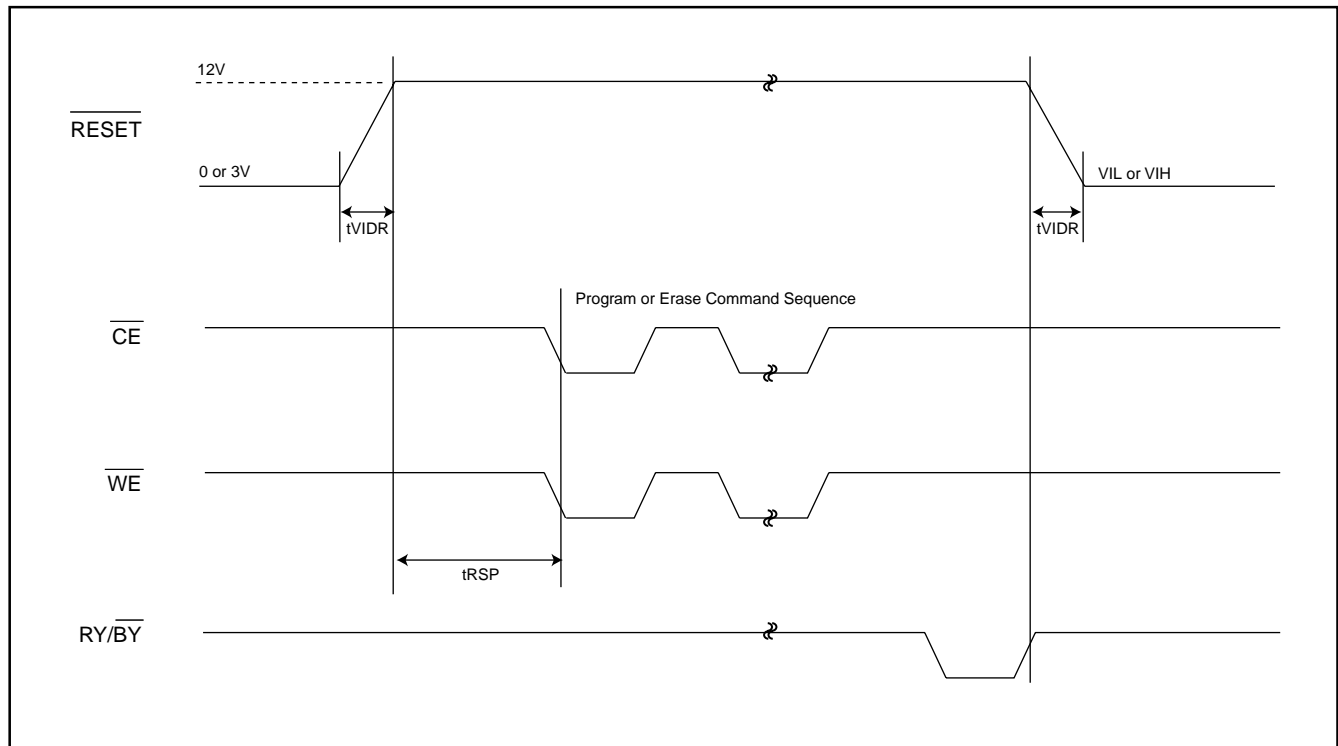 12V
RESET
0 or 3V
VIL or VIH
tVIDR
tVIDR
Program or Erase Command Sequence
CE
WE
tRSP
RY/BY